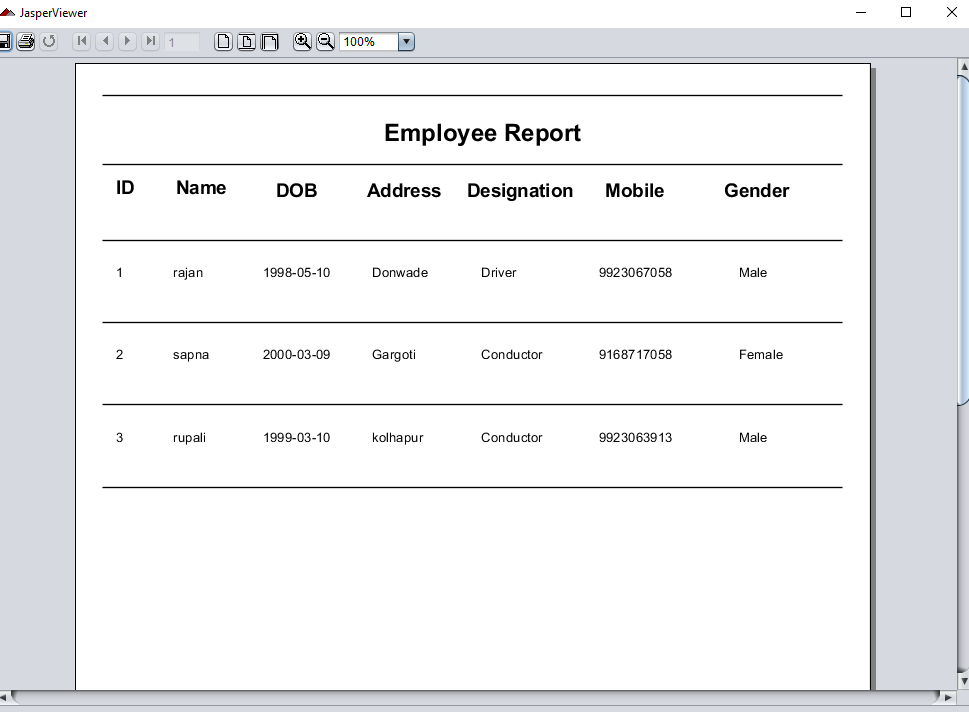 JasperViewer
1
100%
Employee Report
ID Name DOB Address Designation Mobile Gender
1 rajan 1998-05-10 Donwade Driver 9923067058 Male
2 sapna 2000-03-09 Gargoti Conductor 9168717058 Female
3 rupali 1999-03-10 kolhapur Conductor 9923063913 Male